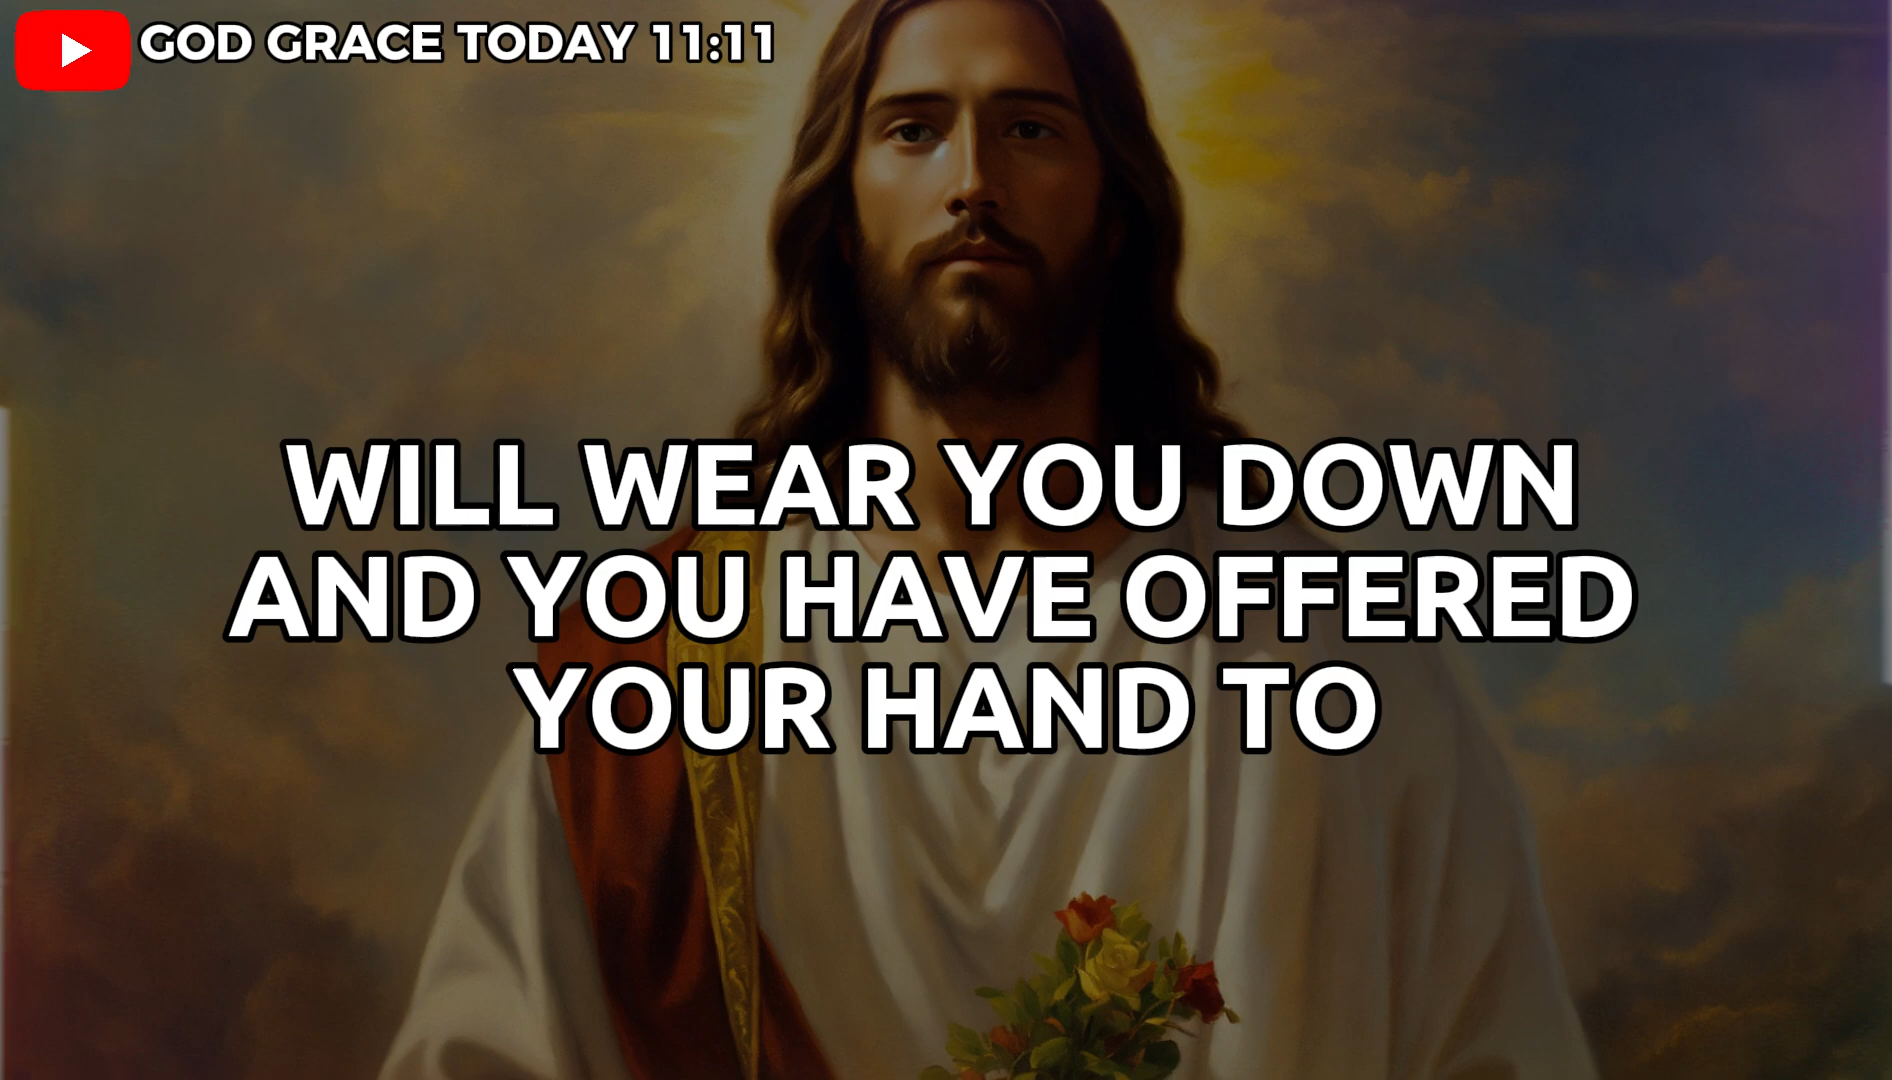 GOD GRACE TODAY 11:11
WILL WEAR YOU DOWN
AND YOU HAVE OFFERED
YOUR HAND TO